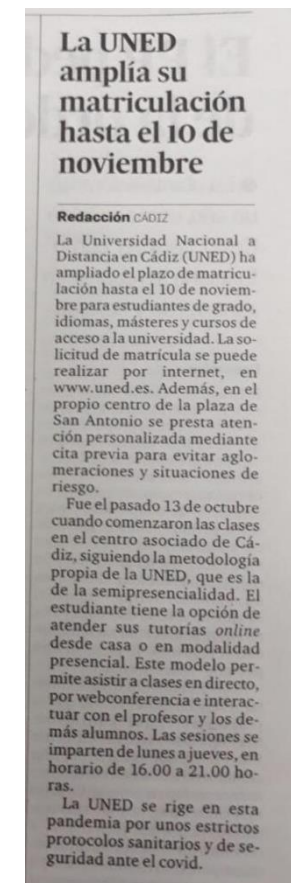 La UNED
amplía su
matriculación
hasta el 10 de
noviembre
Redacción CÁDIZ
La Universidad Nacional a
Distancia en Cádiz (UNED) ha
ampliado el plazo de matricu-
lación hasta el 10 de noviem-
bre para estudiantes de grado,
idiomas, másteres y cursos de
acceso a la universidad. La so-
licitud de matrícula se puede
realizar por internet, en
www.uned.es. Además, en el
propio centro de la plaza de
San Antonio se presta aten-
ción personalizada mediante
cita previa para evitar aglo-
meraciones y situaciones de
riesgo.
Fue el pasado 13 de octubre
cuando comenzaron las clases
en el centro asociado de Cá-
diz, siguiendo la metodología
propia de la UNED, que es la
de la semipresencialidad. El
estudiante tiene la opción de
atender sus tutorías online
desde casa o en modalidad
presencial. Este modelo per-
mite asistir a clases en directo,
por webconferencia e interac-
tuar con el profesor y los de-
más alumnos. Las sesiones se
imparten de lunes a jueves, en
horario de 16.00 a 21.00 ho-
ras.
La UNED se rige en esta
pandemia por unos estrictos
protocolos sanitarios y de se-
guridad ante el covid.